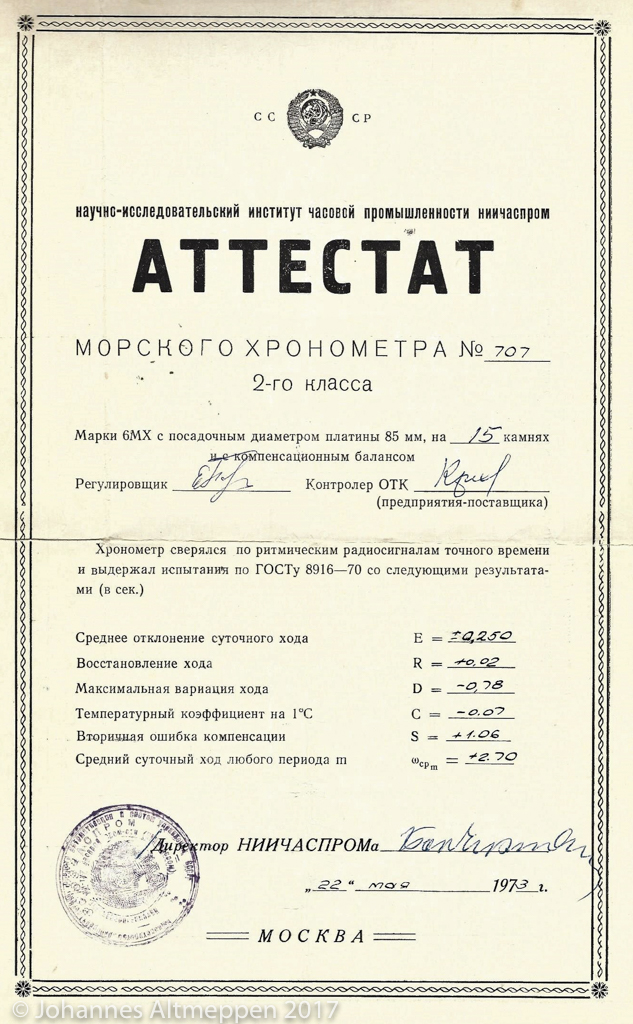 СС СР
научно-исследовательский институт часовой промышленности ниичаспром
АТТЕСТАТ
МОРСКОГО ХРОНОМЕТРА № 707
2-го класса
Марки 6МХ с посадочным диаметром платины 85 мм, на 15 камнях
и с компенсационным балансом
Регулировщик Контролер ОТК
(предприятия-поставщика)
Хронометр сверялся по ритмическим радиосигналам точного времени
и выдержал испытания по ГОСТу 8916—70 со следующими результата-
ми (в сек.)
Среднее отклонение суточного хода E = ±0,250
Восстановление хода R = +0.02
Максимальная вариация хода D = -0,78
Температурный коэффициент на 1°С C = -0.07
Вторичная ошибка компенсации S = +1.06
Средний суточный ход любого периода m ωсрm = +2.70
Директор НИИЧАСПРОМа
„22“ мая 1973 г.
МОСКВА
© Johannes Altmeppen 2017